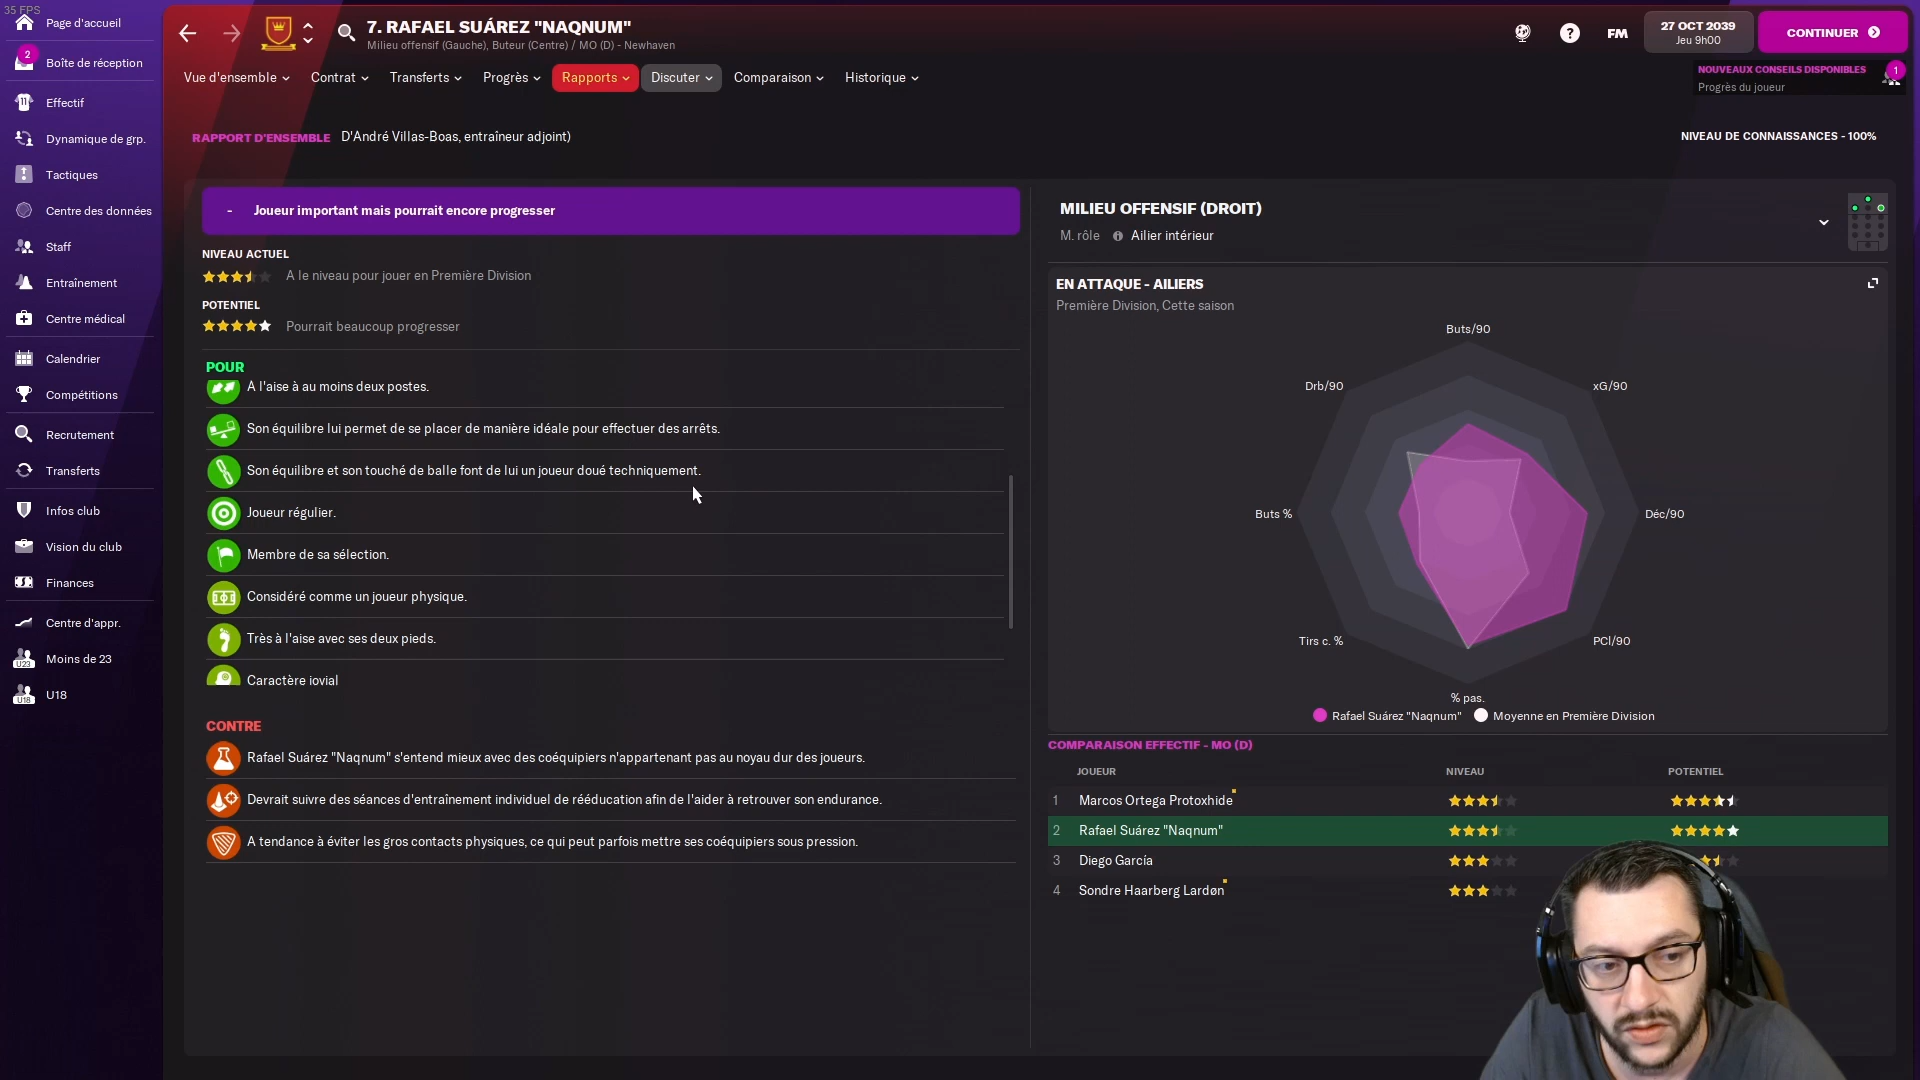 35 FPS
Page d'accueil
2
Boîte de réception
Effectif
Dynamique de grp.
Tactiques
Centre des données
Staff
Entraînement
Centre médical
Calendrier
Compétitions
Recrutement
Transferts
Infos club
Vision du club
Finances
Centre d'appr.
U23
Moins de 23
U18
U18
7. RAFAEL SUÁREZ "NAQNUM"
Milieu offensif (Gauche), Buteur (Centre) / MO (D) - Newhaven
FM
27 OCT 2039
Jeu 9h00
CONTINUER
Vue d'ensemble
Contrat
Transferts
Progrès
Rapports
Discuter
Comparaison
Historique
NOUVEAUX CONSEILS DISPONIBLES
1
Progrès du joueur
RAPPORT D'ENSEMBLE D'André Villas-Boas, entraîneur adjoint)
NIVEAU DE CONNAISSANCES - 100%
- Joueur important mais pourrait encore progresser
NIVEAU ACTUEL
A le niveau pour jouer en Première Division
POTENTIEL
Pourrait beaucoup progresser
POUR
A l'aise à au moins deux postes.
Son équilibre lui permet de se placer de manière idéale pour effectuer des arrêts.
Son équilibre et son touché de balle font de lui un joueur doué techniquement.
Joueur régulier.
Membre de sa sélection.
Considéré comme un joueur physique.
Très à l'aise avec ses deux pieds.
Caractère jovial
CONTRE
Rafael Suárez "Naqnum" s'entend mieux avec des coéquipiers n'appartenant pas au noyau dur des joueurs.
Devrait suivre des séances d'entraînement individuel de rééducation afin de l'aider à retrouver son endurance.
A tendance à éviter les gros contacts physiques, ce qui peut parfois mettre ses coéquipiers sous pression.
MILIEU OFFENSIF (DROIT)
M. rôle Ailier intérieur
EN ATTAQUE - AILIERS
Première Division, Cette saison
Buts/90
Drb/90
xG/90
Buts %
Déc/90
Tirs c. %
PCl/90
% pas.
Rafael Suárez "Naqnum"
Moyenne en Première Division
COMPARAISON EFFECTIF - MO (D)
JOUEUR NIVEAU POTENTIEL
1 Marcos Ortega Protoxhide
2 Rafael Suárez "Naqnum"
3 Diego García
4 Sondre Haarberg Lardøn